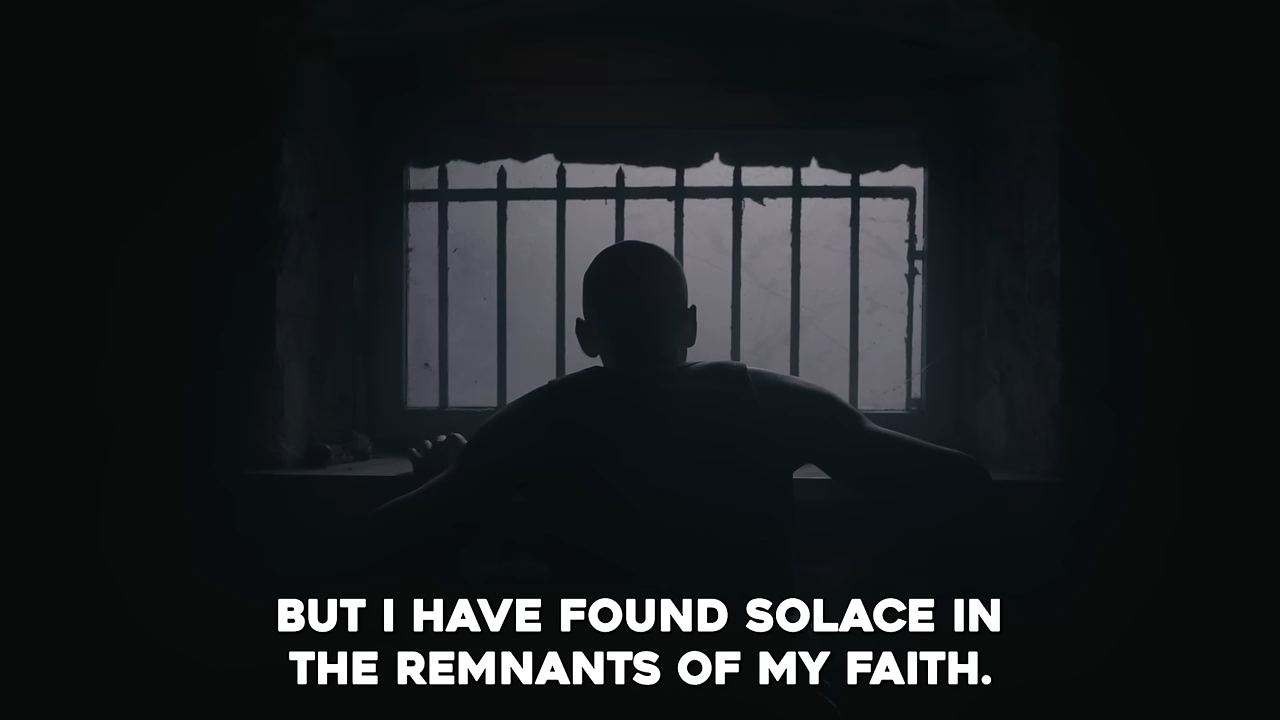 BUT I HAVE FOUND SOLACE IN
THE REMNANTS OF MY FAITH.